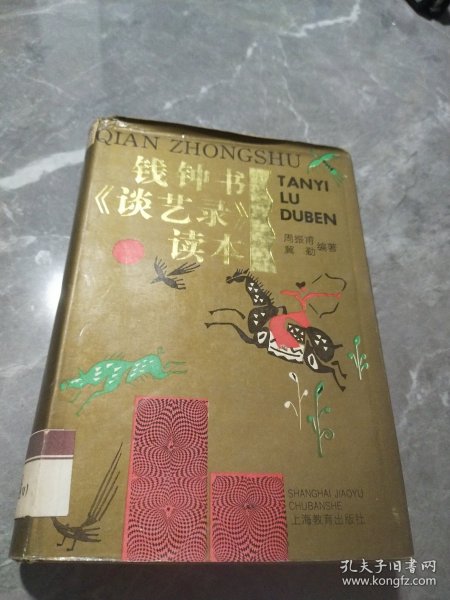 QIAN ZHONGSHU
钱钟书
《谈艺录》
读本
TANYI
LU
DUBEN
周振甫
冀勤
编著
SHANGHAI JIAOYU
CHUBANSHE
上海教育出版社
孔夫子旧书网
www.kongfz.com